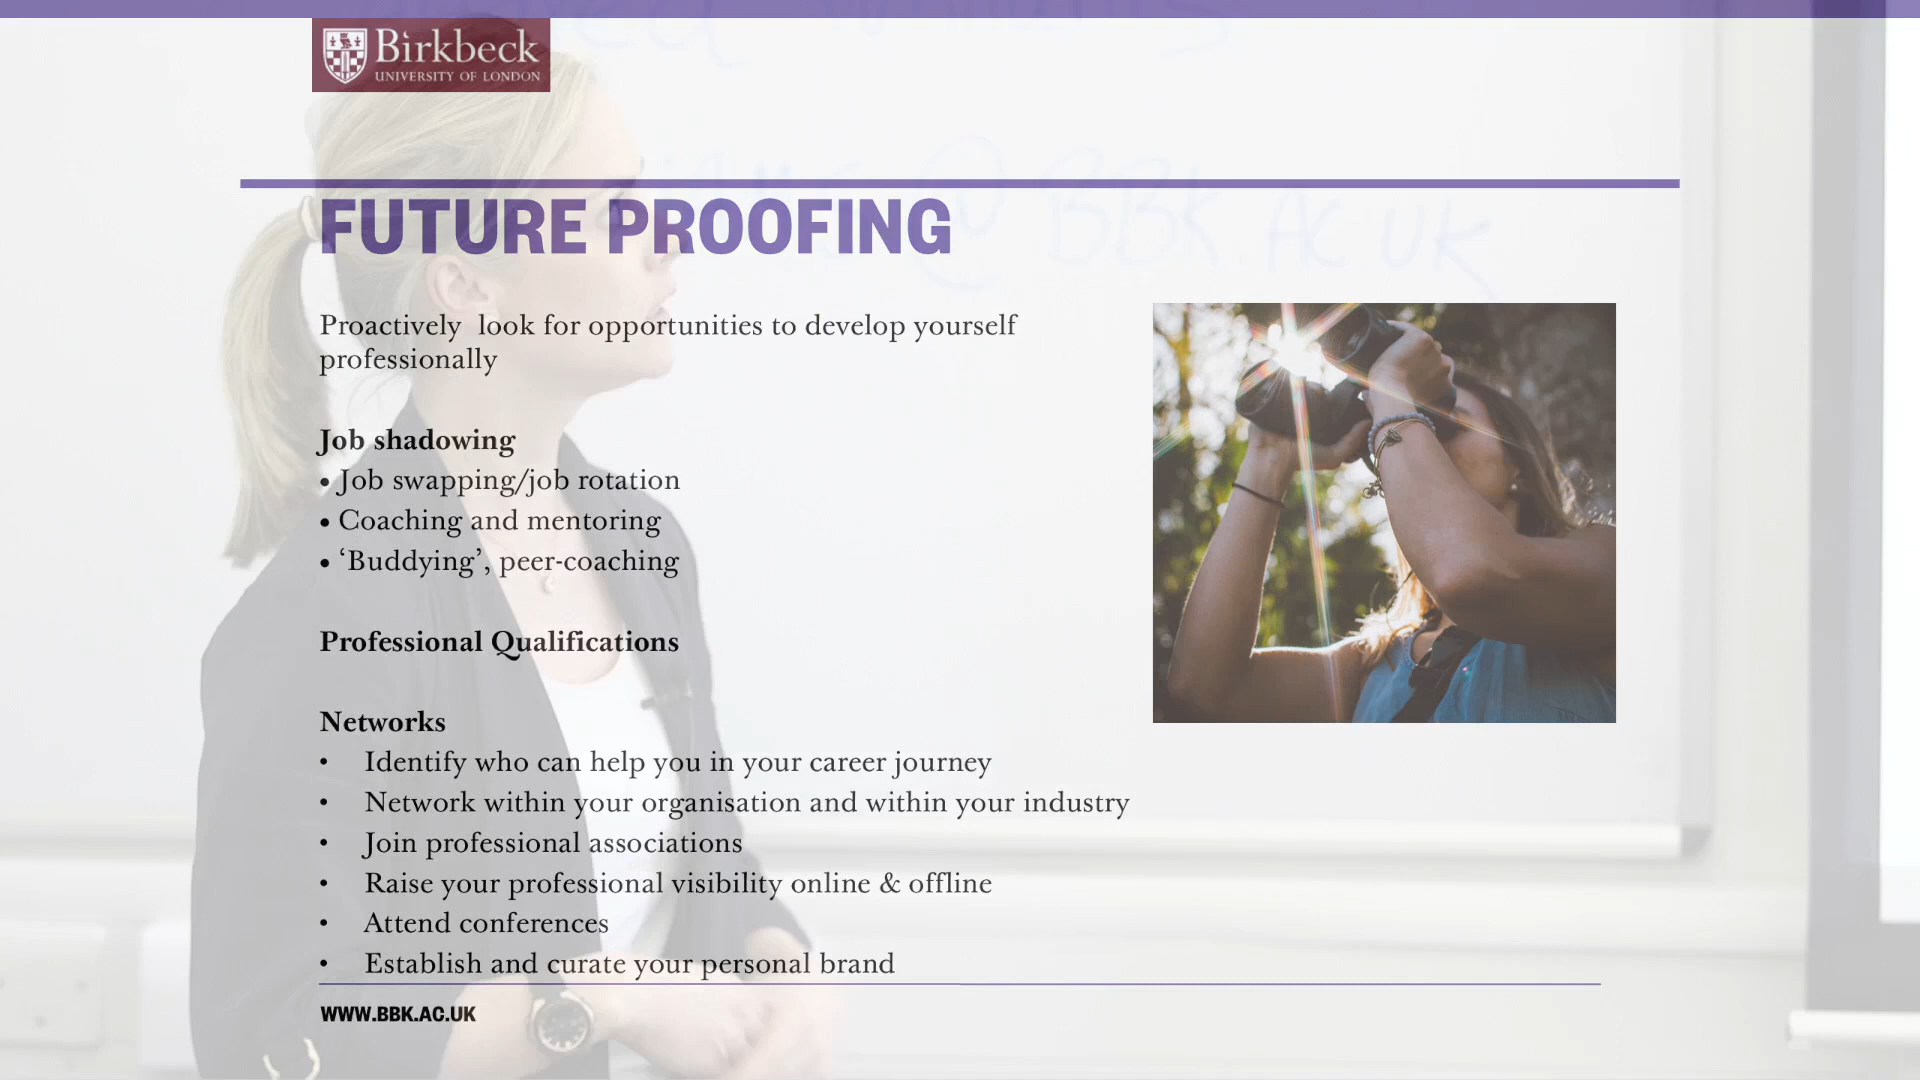 Birkbeck
UNIVERSITY OF LONDON
FUTURE PROOFING
Proactively look for opportunities to develop yourself
professionally
Job shadowing
• Job swapping/job rotation
• Coaching and mentoring
• ‘Buddying’, peer-coaching
Professional Qualifications
Networks
• Identify who can help you in your career journey
• Network within your organisation and within your industry
• Join professional associations
• Raise your professional visibility online & offline
• Attend conferences
• Establish and curate your personal brand
WWW.BBK.AC.UK
@ BBK. AC UK